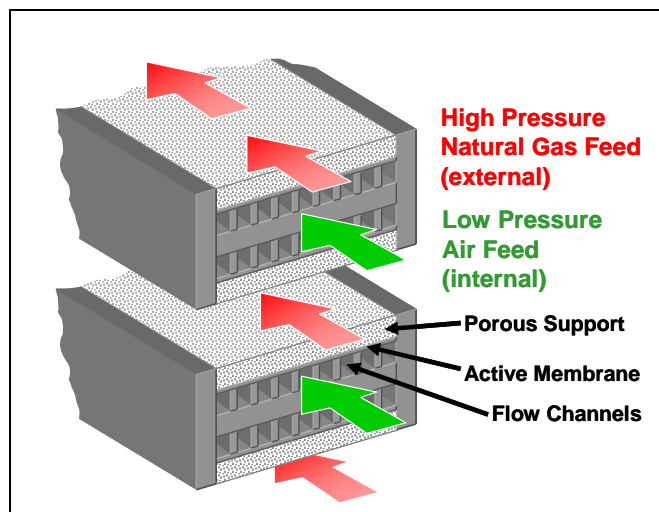 High Pressure
Natural Gas Feed
(external)
Low Pressure
Air Feed
(internal)
Porous Support
Active Membrane
Flow Channels